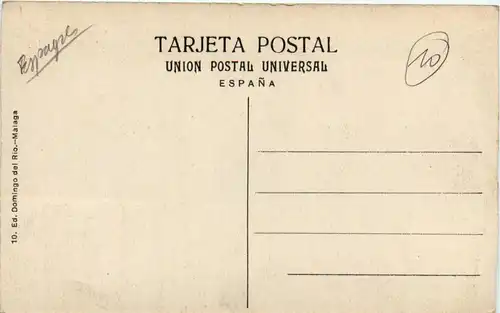 Espagne
TARJETA POSTAL
10
UNION POSTAL UNIVERSAL
ESPAÑA
10. Ed. Domingo del Rio.—Malaga